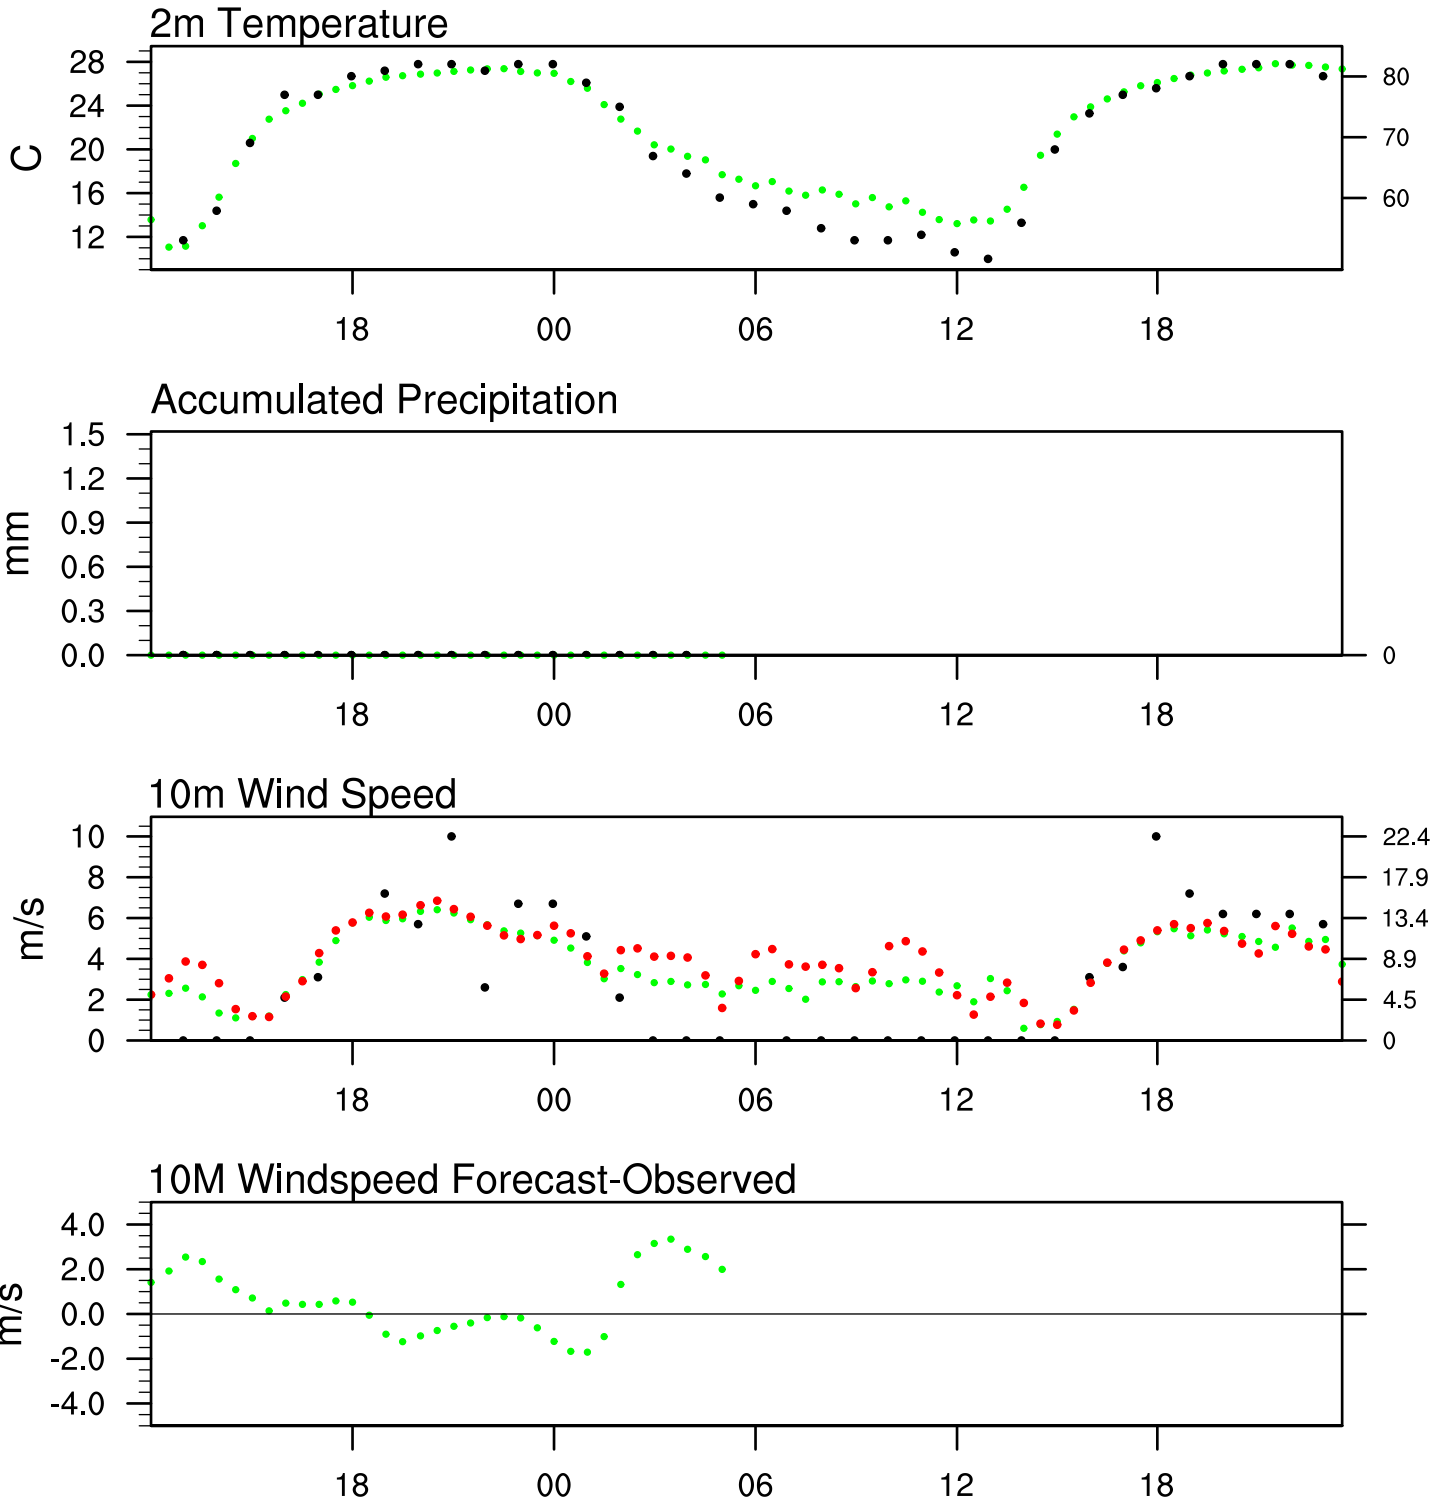 2m Temperature
28
24
20
16
12
C
80
70
60
18 00 06 12 18
Accumulated Precipitation
1.5
1.2
0.9
0.6
0.3
0.0
mm
0
18 00 06 12 18
10m Wind Speed
10
8
6
4
2
0
m/s
22.4
17.9
13.4
8.9
4.5
0
18 00 06 12 18
10M Windspeed Forecast-Observed
4.0
2.0
0.0
-2.0
-4.0
m/s
18 00 06 12 18